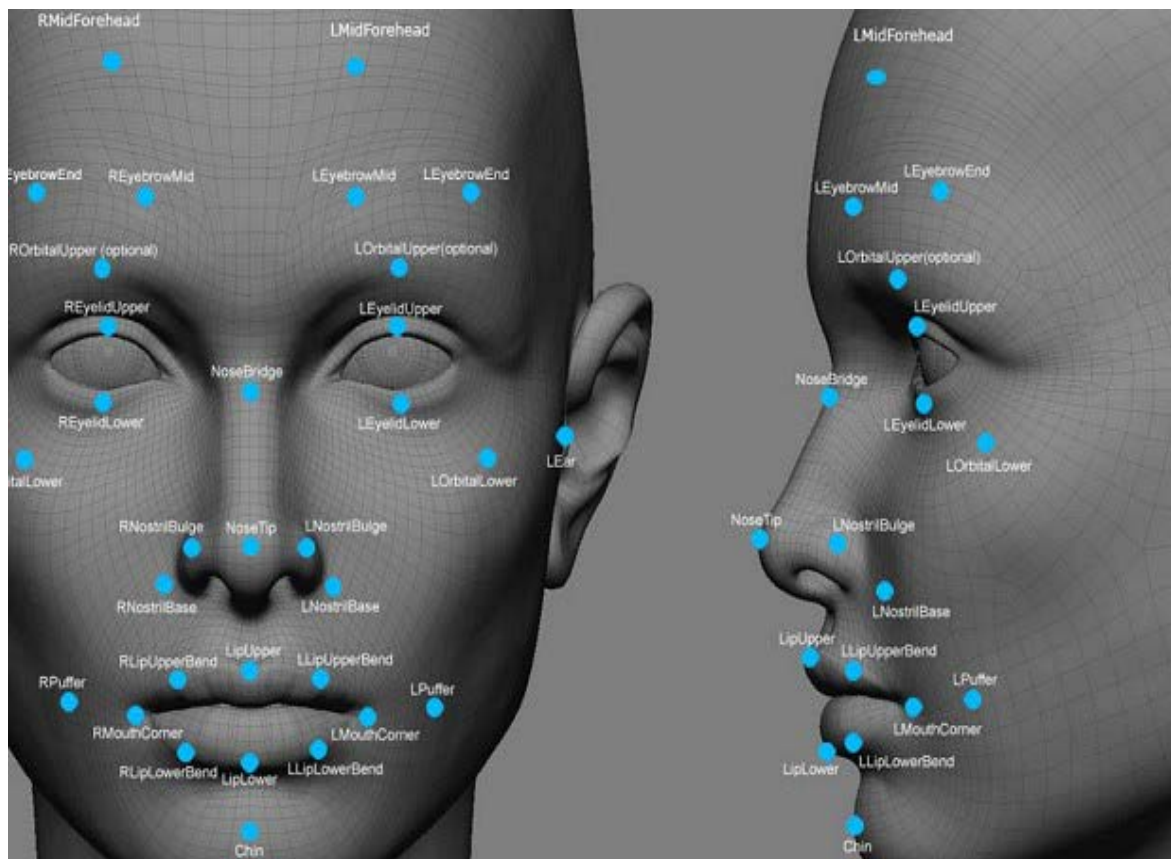 RMidForehead
LMidForehead
EyebrowEnd
REyebrowMid
LEyebrowMid
LEyebrowEnd
ROrbitalUpper (optional)
LOrbitalUpper(optional)
REyelidUpper
LEyelidUpper
NoseBridge
REyelidLower
LEyelidLower
LEar
italLower
LOrbitalLower
RNostrilBulge
NoseTip
LNostrilBulge
RNostrilBase
LNostrilBase
LipUpper
RLipUpperBend
LLipUpperBend
RPuffer
LPuffer
RMouthCorner
LMouthCorner
RLipLowerBend
LipLower
LLipLowerBend
Chin
LMidForehead
LEyebrowMid
LEyebrowEnd
LOrbitalUpper(optional)
LEyelidUpper
NoseBridge
LEyelidLower
LOrbitalLower
NoseTip
LNostrilBulge
LNostrilBase
LipUpper
LLipUpperBend
LPuffer
LMouthCorner
LipLower
LLipLowerBend
Chin